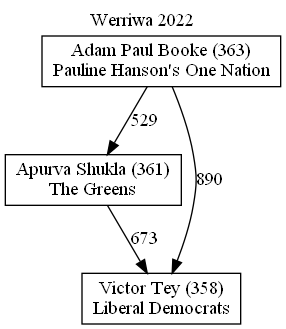 Werriwa 2022
Adam Paul Booke (363)
Pauline Hanson's One Nation
529
Apurva Shukla (361)
The Greens
890
673
Victor Tey (358)
Liberal Democrats